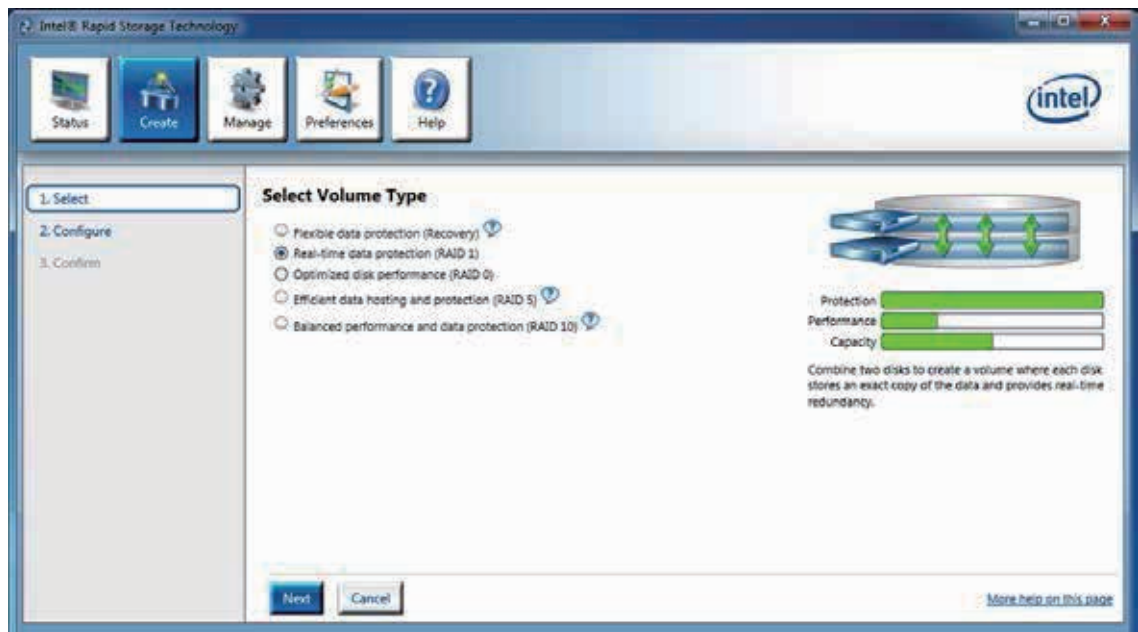 Intel® Rapid Storage Technology
Status
Create
Manage
Preferences
Help
intel
1. Select
2. Configure
3. Confirm
Select Volume Type
Flexible data protection (Recovery)
Real-time data protection (RAID 1)
Optimized disk performance (RAID 0)
Efficient data hosting and protection (RAID 5)
Balanced performance and data protection (RAID 10)
Protection
Performance
Capacity
Combine two disks to create a volume where each disk
stores an exact copy of the data and provides real-time
redundancy.
Next
Cancel
More help on this page